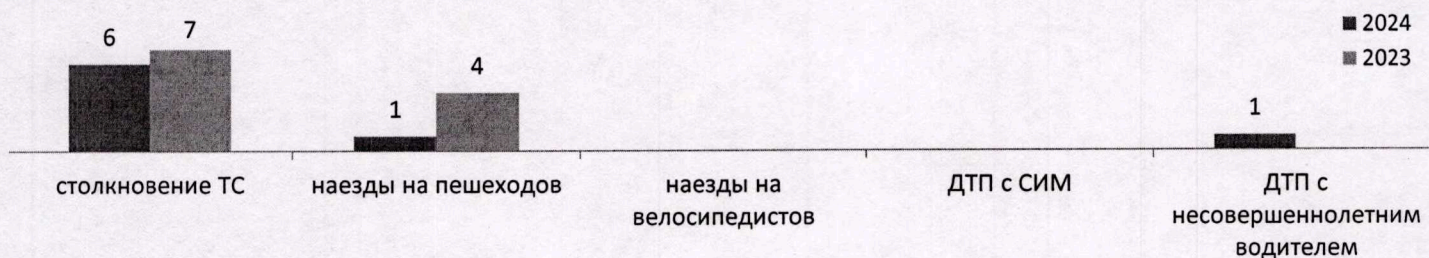 2024
2023
6
7
1
4
1
столкновение ТС
наезды на пешеходов
наезды на
велосипедистов
ДТП с СИМ
ДТП с
несовершеннолетним
водителем